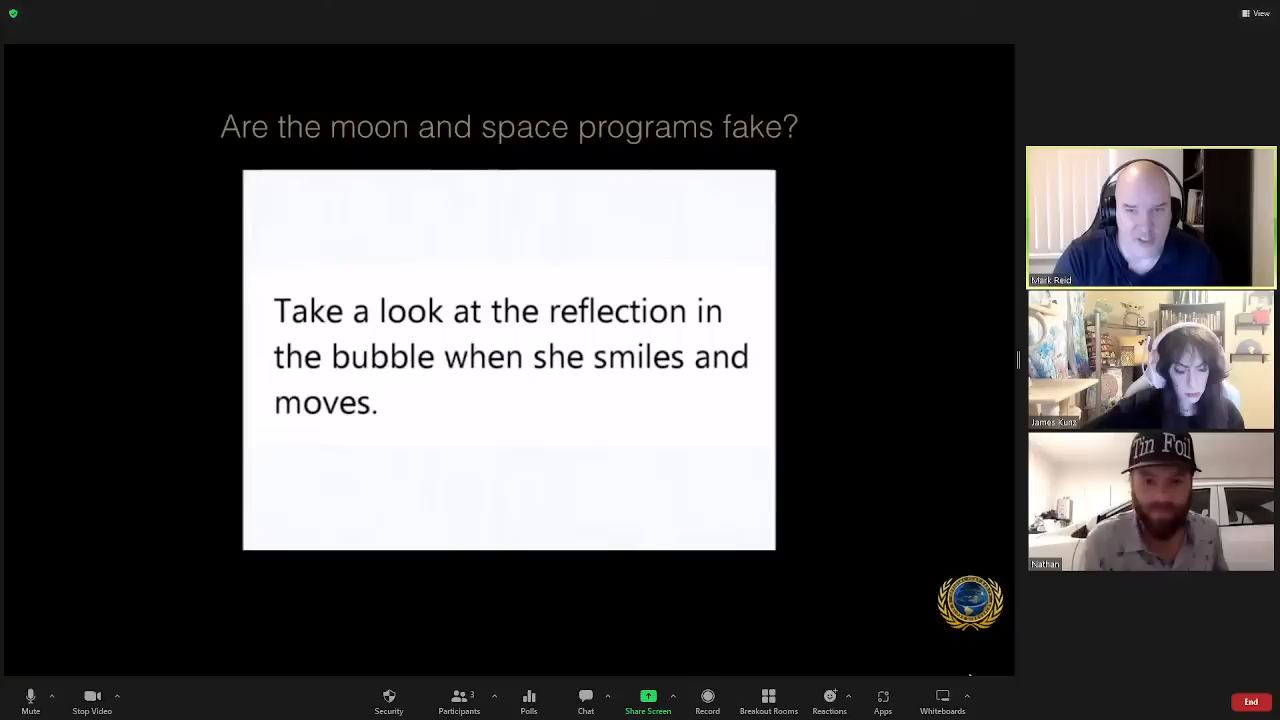 View
Are the moon and space programs fake?
Take a look at the reflection in
the bubble when she smiles and
moves.
Mark Reid
James Kunz
Tin Foil
Nathan
Mute
Stop Video
Security
Participants
3
Polls
Chat
Share Screen
Record
Breakout Rooms
Reactions
Apps
Whiteboards
End